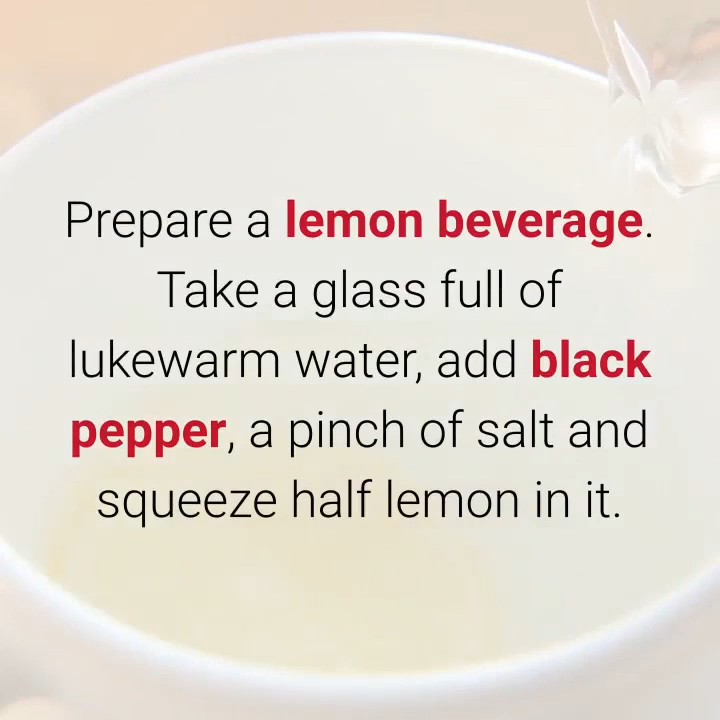 Prepare a lemon beverage.
Take a glass full of
lukewarm water, add black
pepper, a pinch of salt and
squeeze half lemon in it.